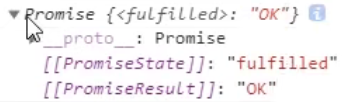 ▼Promise {<fulfilled>: "OK"} i
__proto__: Promise
[[PromiseState]]: "fulfilled"
[[PromiseResult]]: "OK"